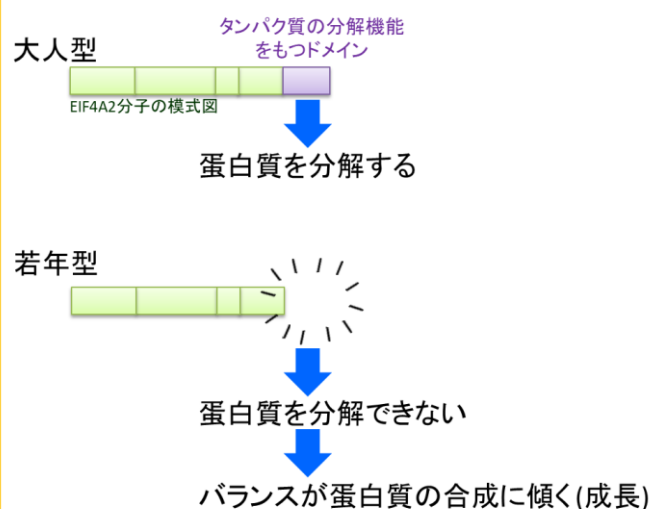 タンパク質の分解機能
をもつドメイン
大人型
EIF4A2分子の模式図
蛋白質を分解する
若年型
蛋白質を分解できない
バランスが蛋白質の合成に傾く(成長)